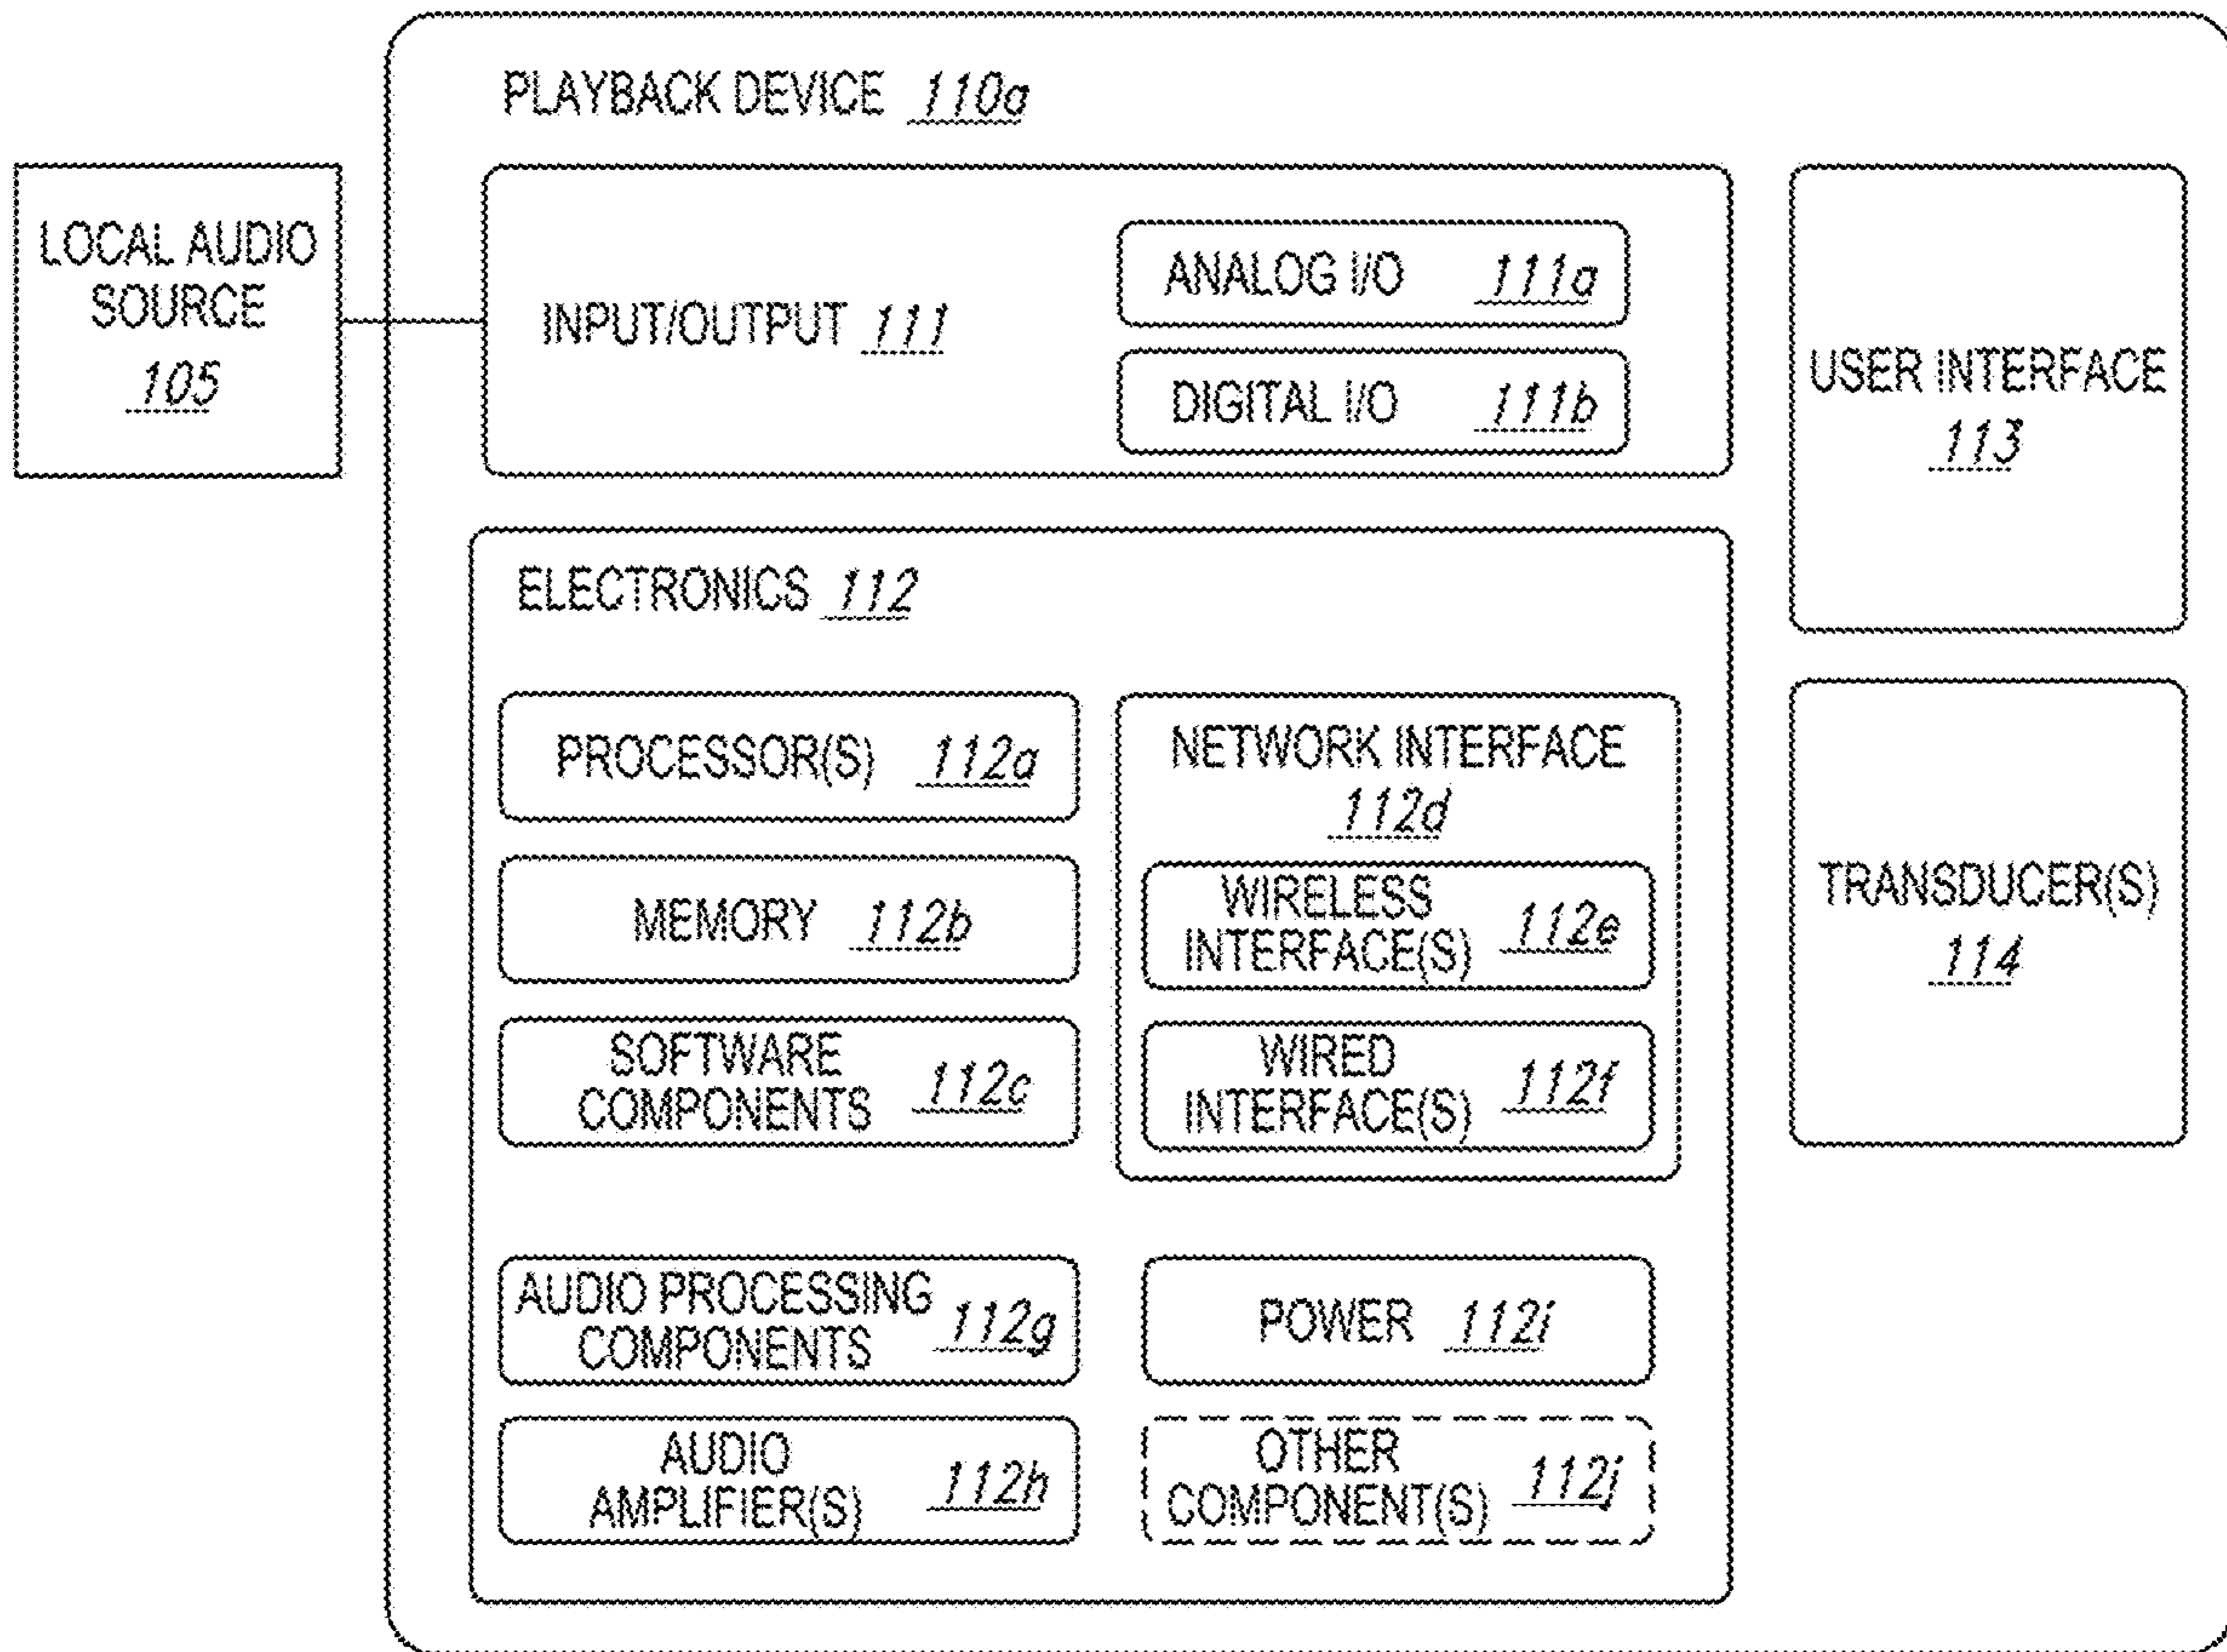 PLAYBACK DEVICE 110a
LOCAL AUDIO
SOURCE
105
INPUT/OUTPUT 111
ANALOG I/O 111a
DIGITAL I/O 111b
USER INTERFACE
113
ELECTRONICS 112
PROCESSOR(S) 112a
MEMORY 112b
SOFTWARE
COMPONENTS 112c
NETWORK INTERFACE
112d
WIRELESS
INTERFACE(S) 112e
WIRED
INTERFACE(S) 112f
TRANSDUCER(S)
114
AUDIO PROCESSING
COMPONENTS 112g
POWER 112i
AUDIO
AMPLIFIER(S) 112h
OTHER
COMPONENT(S) 112j